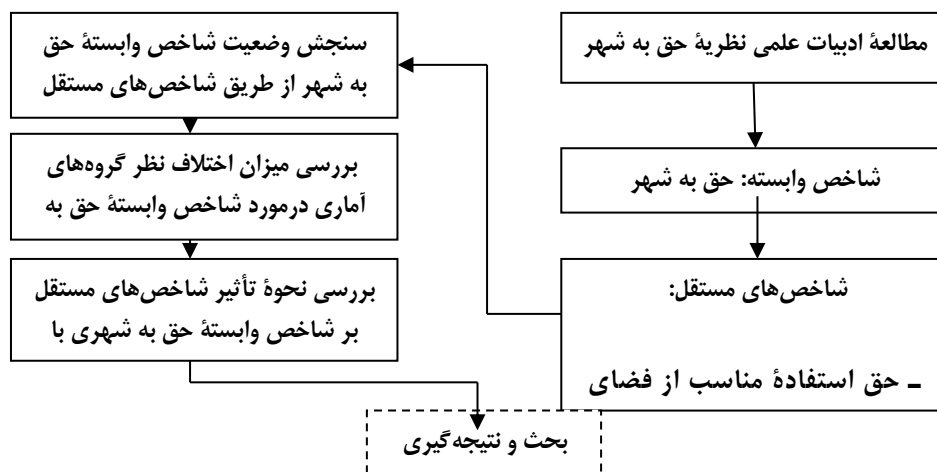 مطالعهٔ ادبیات علمی نظریهٔ حق به شهر
شاخص وابسته: حق به شهر
شاخص‌های مستقل:
ـ حق استفادهٔ مناسب از فضای
سنجش وضعیت شاخص وابستهٔ حق
به شهر از طریق شاخص‌های مستقل
بررسی میزان اختلاف نظر گروه‌های
آماری درمورد شاخص وابستهٔ حق به
بررسی نحوهٔ تأثیر شاخص‌های مستقل
بر شاخص وابستهٔ حق به شهری با
بحث و نتیجه‌گیری